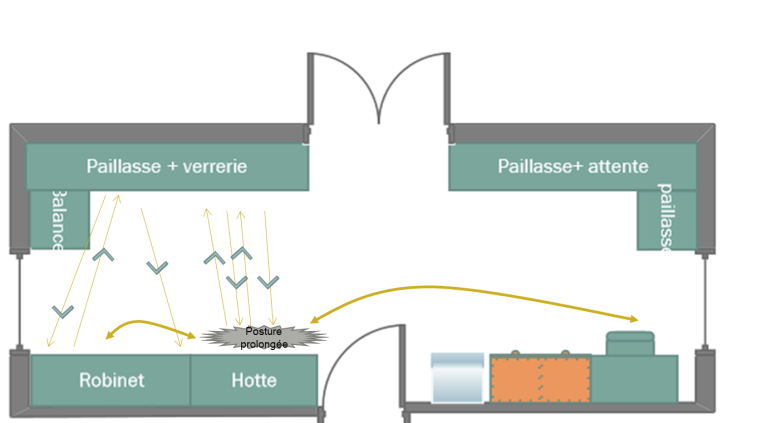 Paillasse + verrerie
Paillasse+ attente
Balance
paillasse
Posture
prolongée
Robinet
Hotte